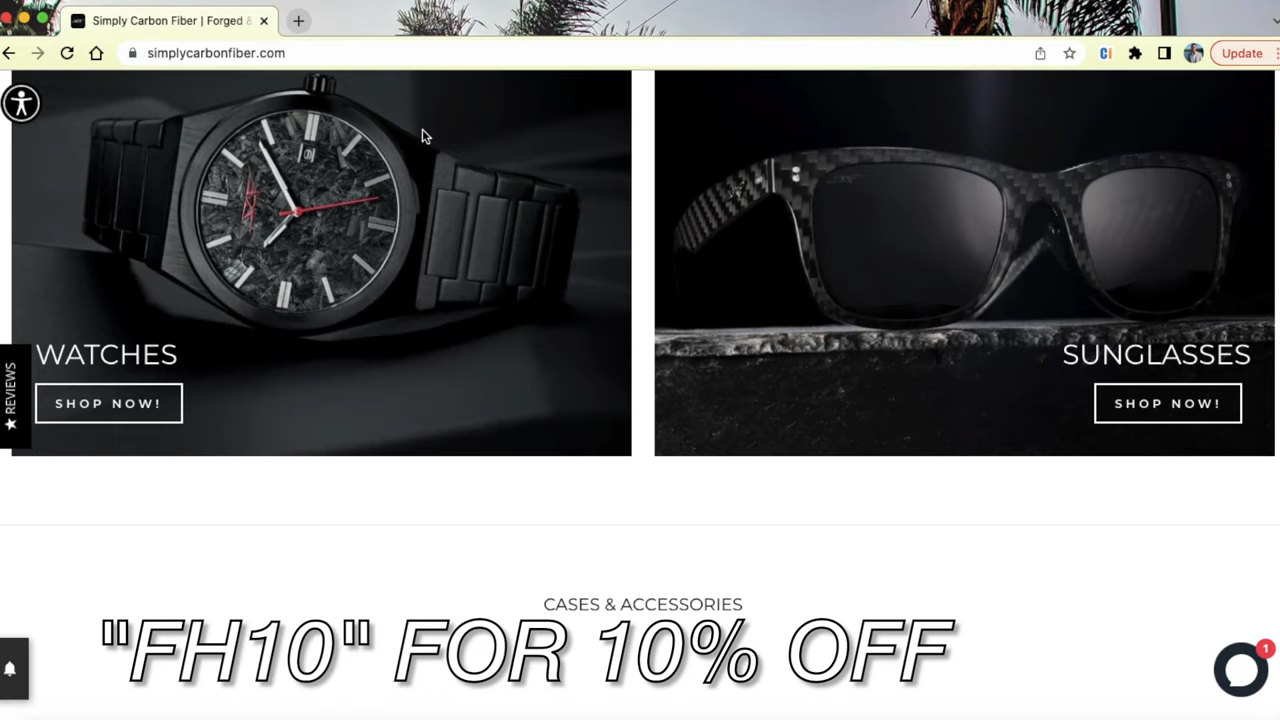 Simply Carbon Fiber | Forged &
simplycarbonfiber.com
Update
WATCHES
SHOP NOW!
SUNGLASSES
SHOP NOW!
★ REVIEWS
CASES & ACCESSORIES
"FH10" FOR 10% OFF
1